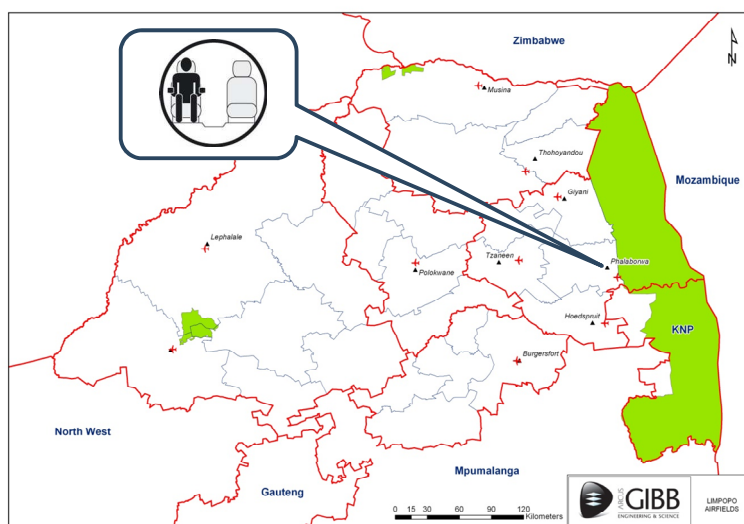 Zimbabwe
N
Musina
Thohoyandou
Mozambique
Giyani
Lephalale
Tzaneen
Phalaborwa
Polokwane
Hoedspruit
KNP
Burgersfort
North West
Mpumalanga
Gauteng
0 15 30 60 90 120
Kilometers
ARCUS
GIBB
ENGINEERING & SCIENCE
LIMPOPO
AIRFIELDS